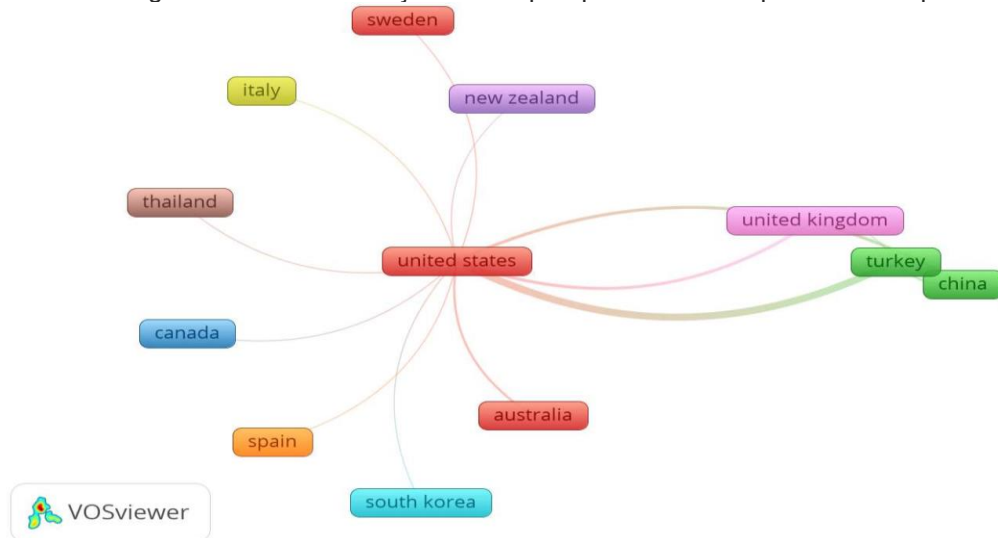 sweden
italy
new zealand
thailand
united kingdom
united states
turkey
china
canada
australia
spain
south korea
VOSviewer